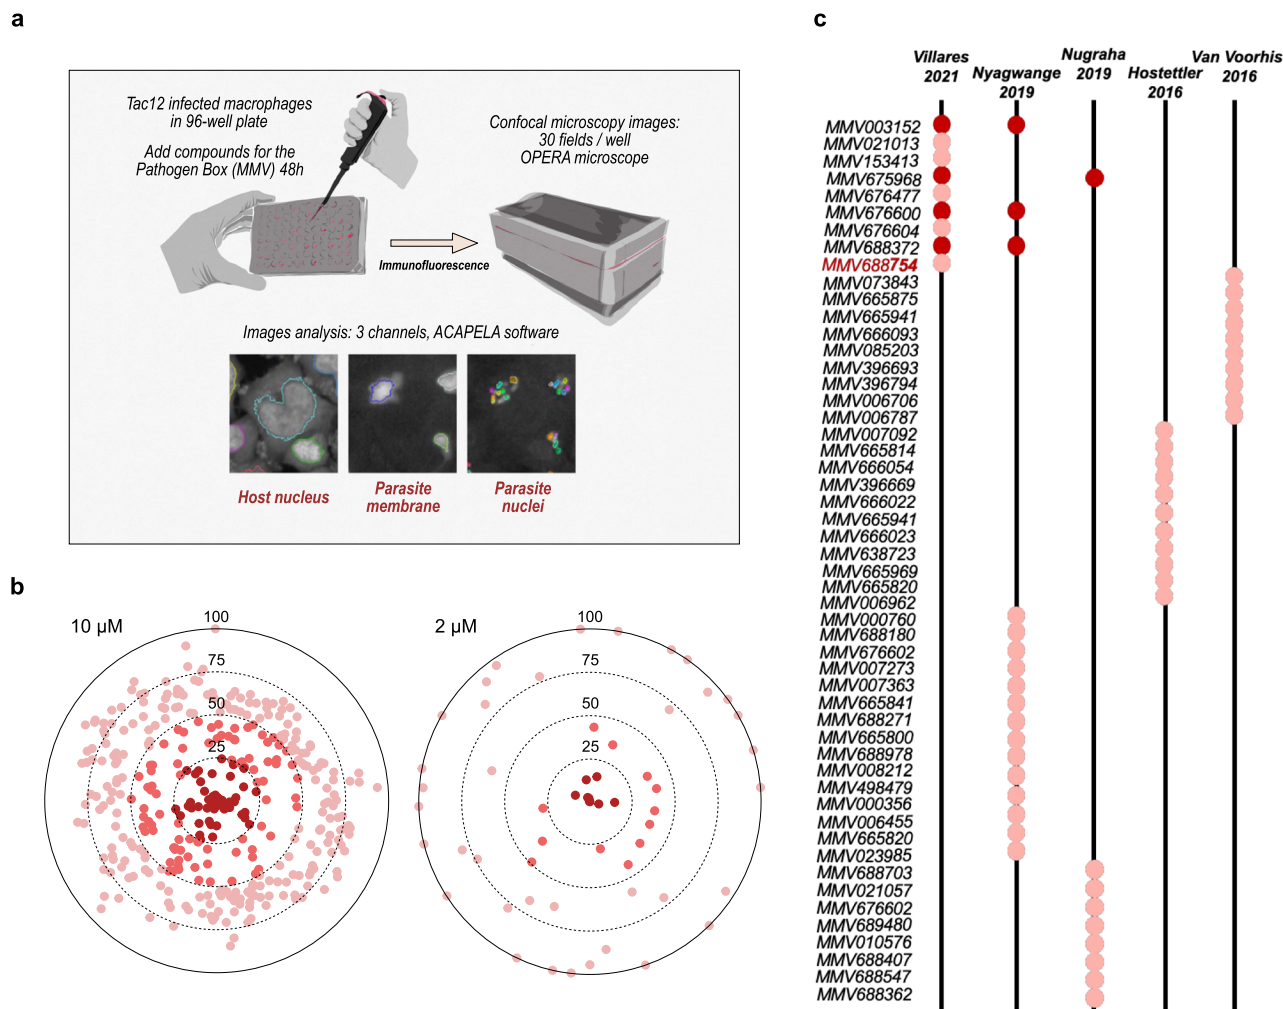 a
Tac12 infected macrophages
in 96-well plate
Add compounds for the
Pathogen Box (MMV) 48h
Confocal microscopy images:
30 fields / well
OPERA microscope
Immunofluorescence
Images analysis: 3 channels, ACAPELA software
Host nucleus
Parasite
membrane
Parasite
nuclei
b
10 µM
100
75
50
25
2 µM
100
75
50
25
c
Villares
2021
Nyagwange
2019
Nugraha
2019
Hostettler
2016
Van Voorhis
2016
MMV003152
MMV021013
MMV153413
MMV675968
MMV676477
MMV676600
MMV676604
MMV688372
MMV688754
MMV073843
MMV665875
MMV665941
MMV666093
MMV085203
MMV396693
MMV396794
MMV006706
MMV006787
MMV007092
MMV665814
MMV666054
MMV396669
MMV666022
MMV665941
MMV666023
MMV638723
MMV665969
MMV665820
MMV006962
MMV000760
MMV688180
MMV676602
MMV007273
MMV007363
MMV665841
MMV688271
MMV665800
MMV688978
MMV008212
MMV498479
MMV000356
MMV006455
MMV665820
MMV023985
MMV688703
MMV021057
MMV676602
MMV689480
MMV010576
MMV688407
MMV688547
MMV688362